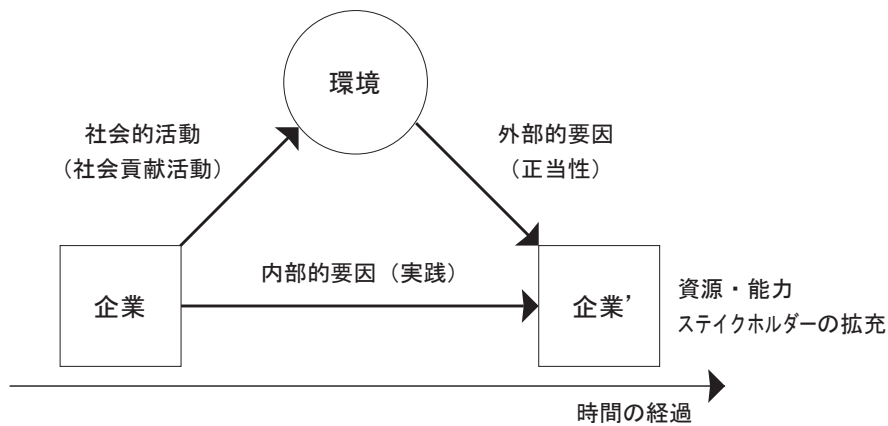 環境
社会的活動
（社会貢献活動）
外部的要因
（正当性）
内部的要因（実践）
企業
企業’
資源・能力
ステイクホルダーの拡充
時間の経過